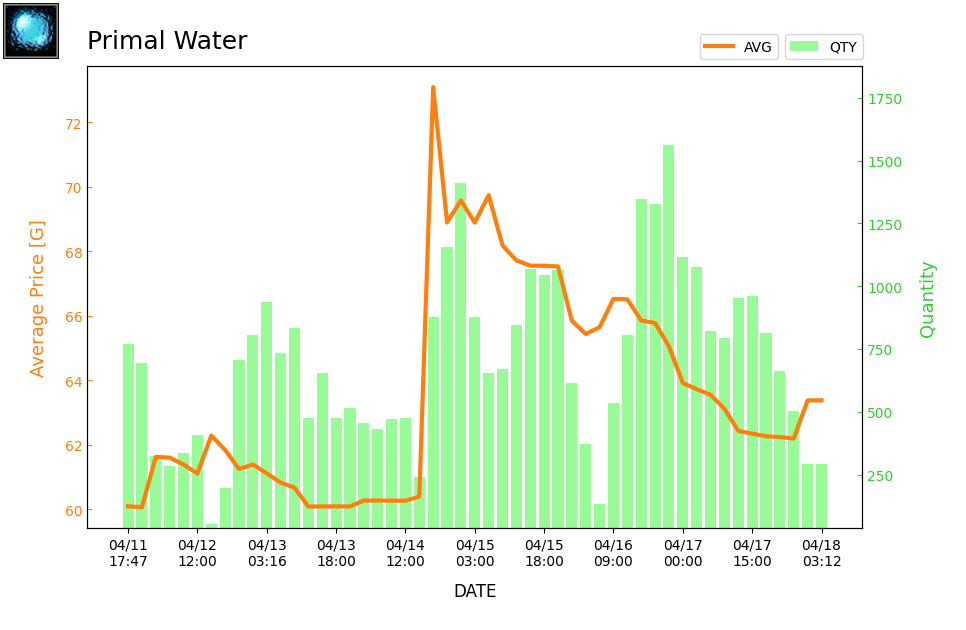 Primal Water
AVG QTY
Average Price [G]
72
70
68
66
64
62
60
1750
1500
1250
1000
750
500
250
Quantity
04/11 04/12 04/13 04/13 04/14 04/15 04/15 04/16 04/17 04/17 04/18
17:47 12:00 03:16 18:00 12:00 03:00 18:00 09:00 00:00 15:00 03:12
DATE